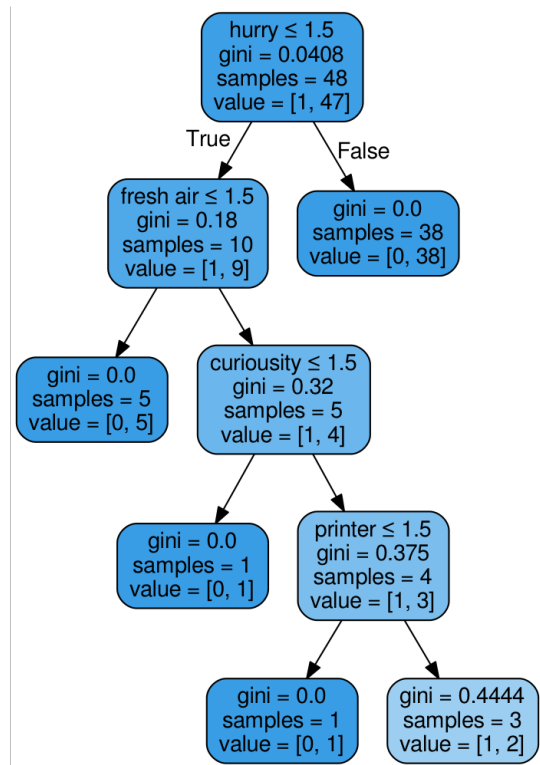 hurry ≤ 1.5
gini = 0.0408
samples = 48
value = [1, 47]
True
False
fresh air ≤ 1.5
gini = 0.18
samples = 10
value = [1, 9]
gini = 0.0
samples = 38
value = [0, 38]
gini = 0.0
samples = 5
value = [0, 5]
curiousity ≤ 1.5
gini = 0.32
samples = 5
value = [1, 4]
gini = 0.0
samples = 1
value = [0, 1]
printer ≤ 1.5
gini = 0.375
samples = 4
value = [1, 3]
gini = 0.0
samples = 1
value = [0, 1]
gini = 0.4444
samples = 3
value = [1, 2]